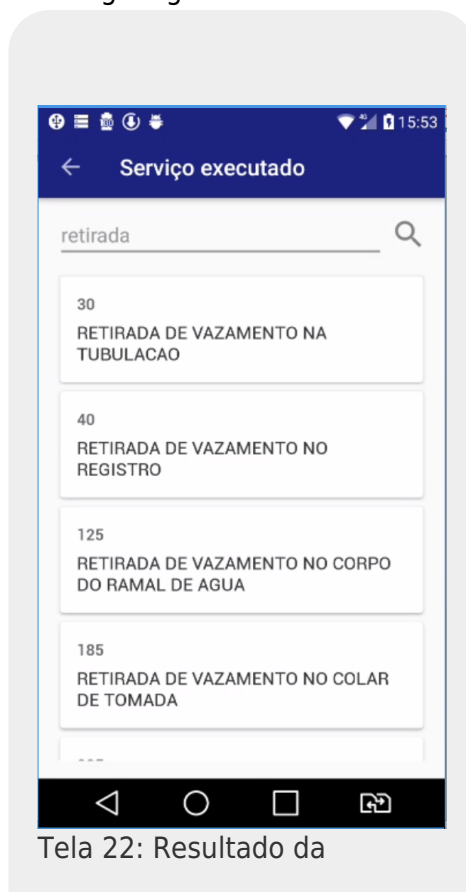 15:53
Serviço executado
retirada
30
RETIRADA DE VAZAMENTO NA
TUBULACAO
40
RETIRADA DE VAZAMENTO NO
REGISTRO
125
RETIRADA DE VAZAMENTO NO CORPO
DO RAMAL DE AGUA
185
RETIRADA DE VAZAMENTO NO COLAR
DE TOMADA
Tela 22: Resultado da